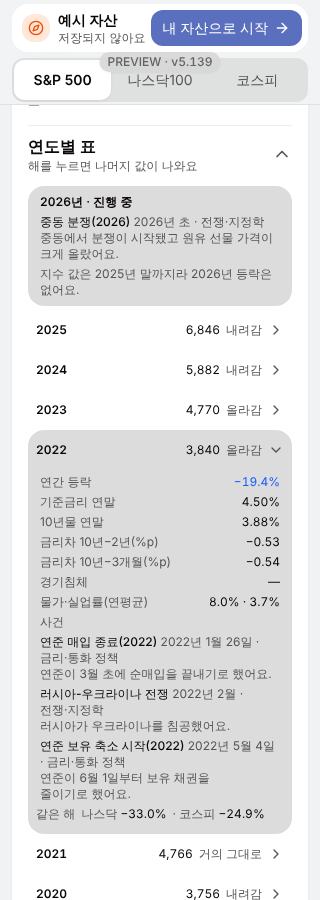 예시 자산
저장되지 않아요
내 자산으로 시작 →
PREVIEW · v5.139
S&P 500
나스닥100
코스피
연도별 표
해를 누르면 나머지 값이 나와요
2026년 · 진행 중
중동 분쟁(2026) 2026년 초 · 전쟁·지정학
중동에서 분쟁이 시작됐고 원유 선물 가격이
크게 올랐어요.
지수 값은 2025년 말까지라 2026년 등락은
없어요.
2025 6,846 내려감
2024 5,882 내려감
2023 4,770 올라감
2022 3,840 올라감
연간 등락 −19.4%
기준금리 연말 4.50%
10년물 연말 3.88%
금리차 10년−2년(%p) −0.53
금리차 10년−3개월(%p) −0.54
경기침체 —
물가·실업률(연평균) 8.0% · 3.7%
사건
연준 매입 종료(2022) 2022년 1월 26일 ·
금리·통화 정책
연준이 3월 초에 순매입을 끝내기로 했어요.
러시아-우크라이나 전쟁 2022년 2월 ·
전쟁·지정학
러시아가 우크라이나를 침공했어요.
연준 보유 축소 시작(2022) 2022년 5월 4일
· 금리·통화 정책
연준이 6월 1일부터 보유 채권을
줄이기로 했어요.
같은 해 나스닥 −33.0% · 코스피 −24.9%
2021 4,766 거의 그대로
2020 3,756 내려감